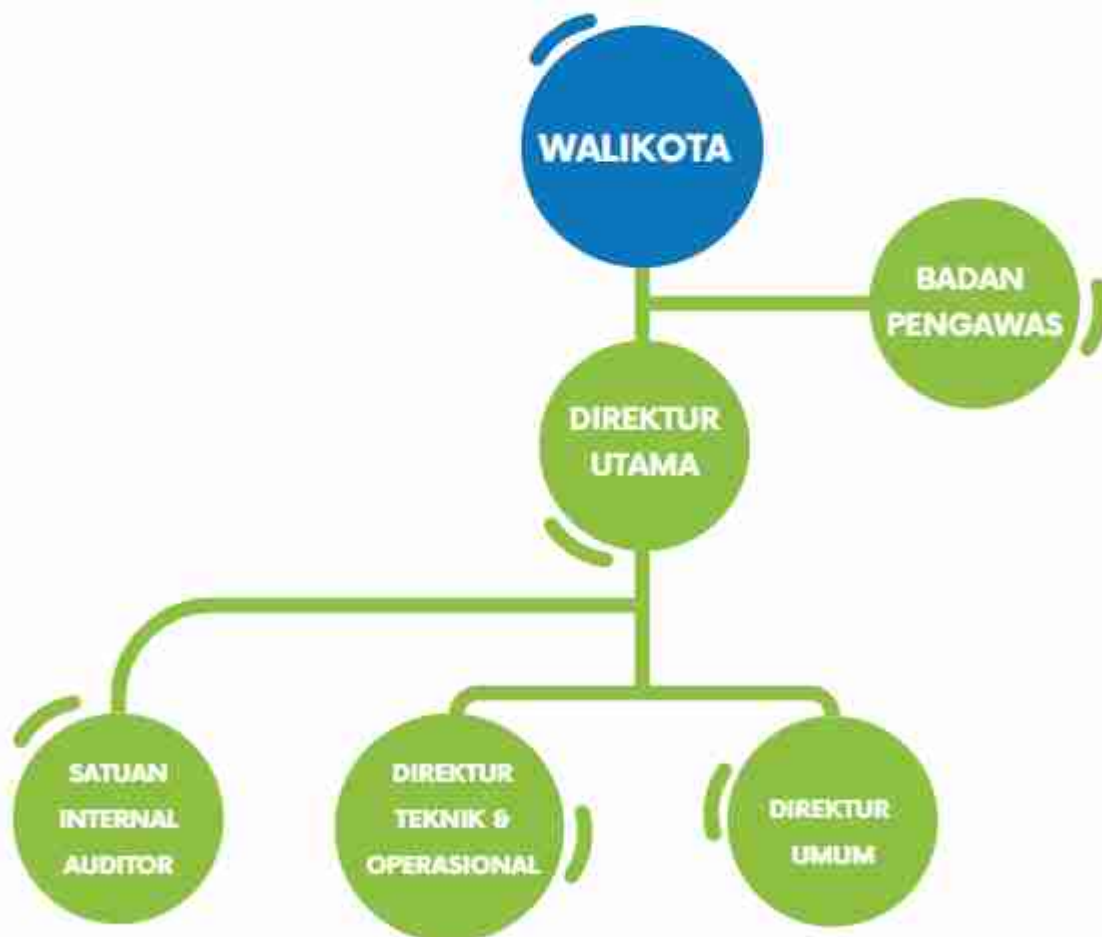 WALIKOTA
BADAN
PENGAWAS
DIREKTUR
UTAMA
SATUAN
INTERNAL
AUDITOR
DIREKTUR
TEKNIK &
OPERASIONAL
DIREKTUR
UMUM